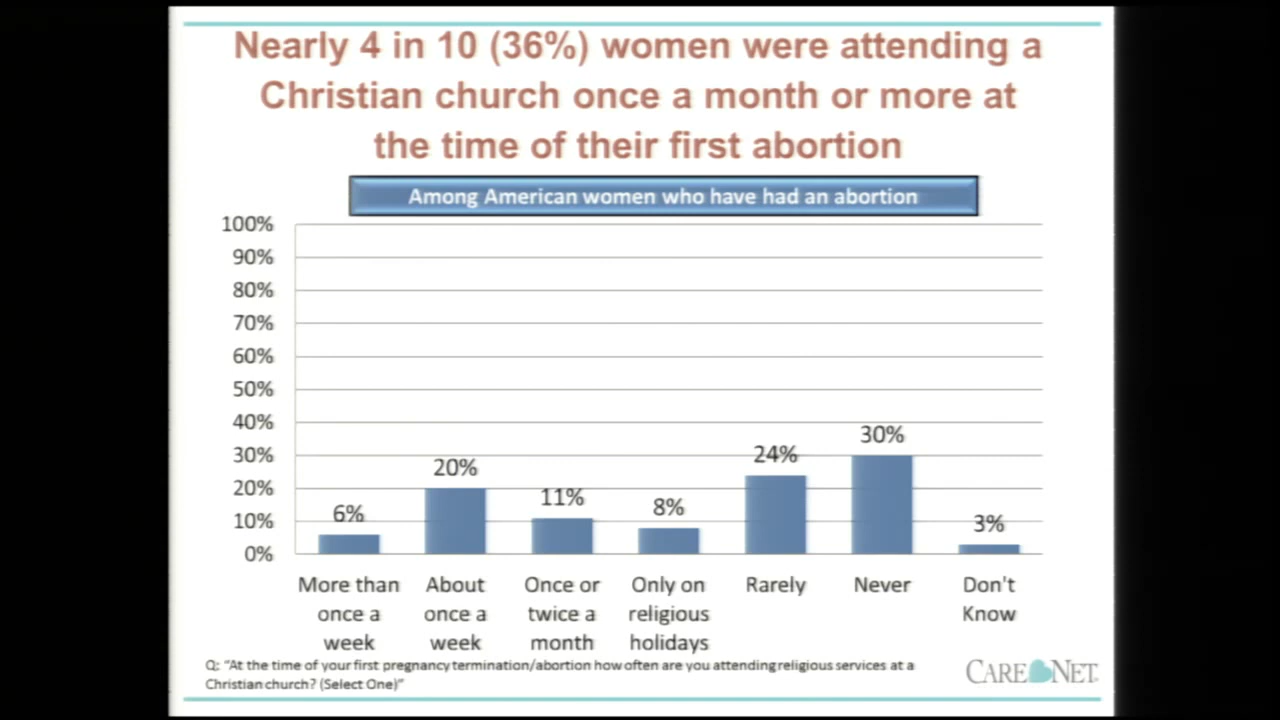 Nearly 4 in 10 (36%) women were attending a
Christian church once a month or more at
the time of their first abortion
Among American women who have had an abortion
100%
90%
80%
70%
60%
50%
40%
30%
20%
10%
0%
6%
20%
11%
8%
24%
30%
3%
More than once a week
About once a week
Once or twice a month
Only on religious holidays
Rarely
Never
Don't Know
Q: "At the time of your first pregnancy termination/abortion how often are you attending religious services at a
Christian church? (Select One)"
CARE NET